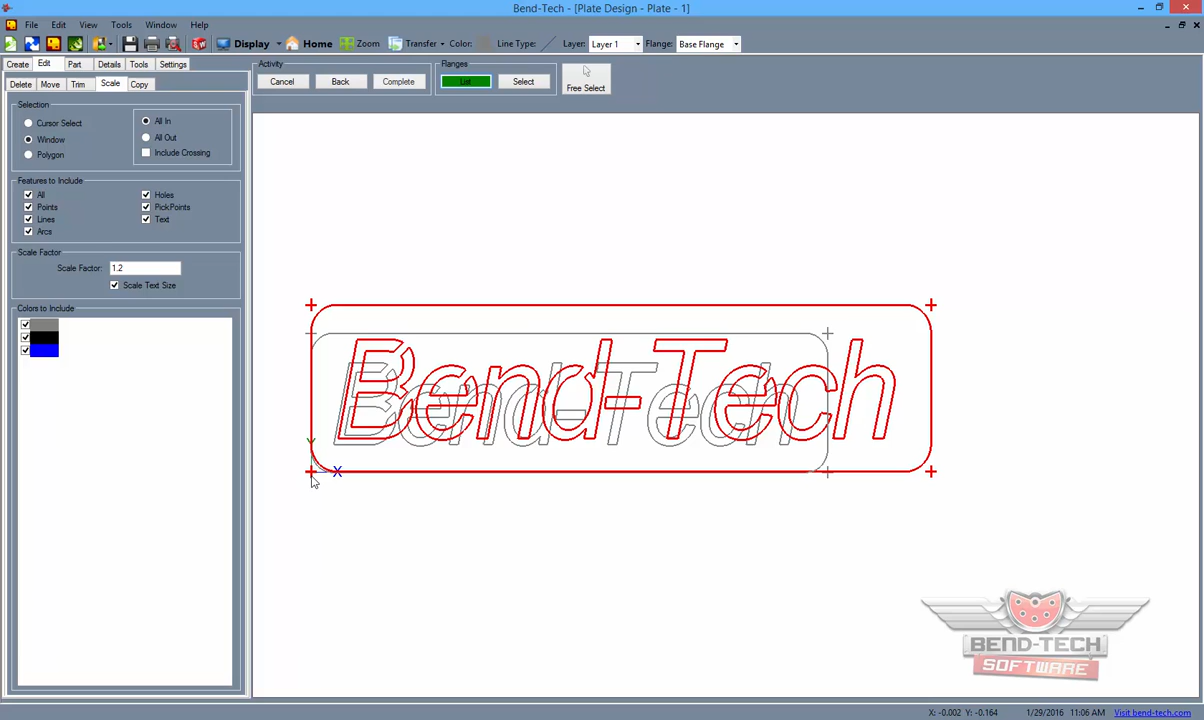 Bend-Tech - [Plate Design - Plate - 1]
File Edit View Tools Window Help
Display Home Zoom Transfer Color: Line Type: Layer: Layer 1 Flange: Base Flange
Create Edit Part Details Tools Settings
Delete Move Trim Scale Copy
Activity
Cancel Back Complete
Flanges
List Select
Free Select
Selection
Cursor Select
Window
Polygon
All In
All Out
Include Crossing
Features to Include
All Holes
Points PickPoints
Lines Text
Arcs
Scale Factor
Scale Factor: 1.2
Scale Text Size
Colors to Include
Bend-Tech
Bend-Tech
X
BEND-TECH
SOFTWARE
X: -0.002 Y: -0.164 1/29/2016 11:06 AM Visit bend-tech.com